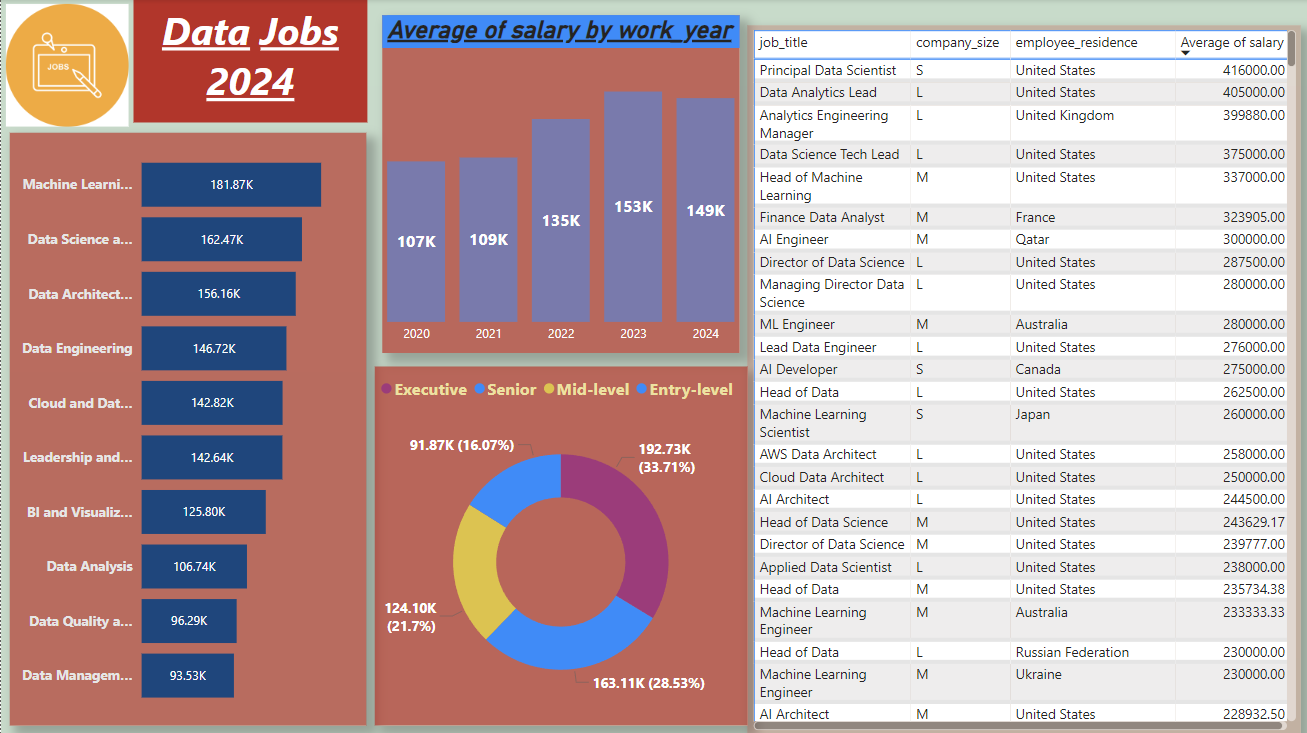 JOBS
Data Jobs
2024
Machine Learni... 181.87K
Data Science a... 162.47K
Data Architect... 156.16K
Data Engineering 146.72K
Cloud and Dat... 142.82K
Leadership and... 142.64K
BI and Visualiz... 125.80K
Data Analysis 106.74K
Data Quality a... 96.29K
Data Managem... 93.53K
Average of salary by work_year
107K 109K 135K 153K 149K
2020 2021 2022 2023 2024
Executive Senior Mid-level Entry-level
91.87K (16.07%)
192.73K
(33.71%)
124.10K
(21.7%)
163.11K (28.53%)
job_title company_size employee_residence Average of salary
Principal Data Scientist S United States 416000.00
Data Analytics Lead L United States 405000.00
Analytics Engineering L United Kingdom 399880.00
Manager
Data Science Tech Lead L United States 375000.00
Head of Machine M United States 337000.00
Learning
Finance Data Analyst M France 323905.00
AI Engineer M Qatar 300000.00
Director of Data Science L United States 287500.00
Managing Director Data L United States 280000.00
Science
ML Engineer M Australia 280000.00
Lead Data Engineer L United States 276000.00
AI Developer S Canada 275000.00
Head of Data L United States 262500.00
Machine Learning S Japan 260000.00
Scientist
AWS Data Architect L United States 258000.00
Cloud Data Architect L United States 250000.00
AI Architect L United States 244500.00
Head of Data Science M United States 243629.17
Director of Data Science M United States 239777.00
Applied Data Scientist L United States 238000.00
Head of Data M United States 235734.38
Machine Learning M Australia 233333.33
Engineer
Head of Data L Russian Federation 230000.00
Machine Learning M Ukraine 230000.00
Engineer
AI Architect M United States 228932.50